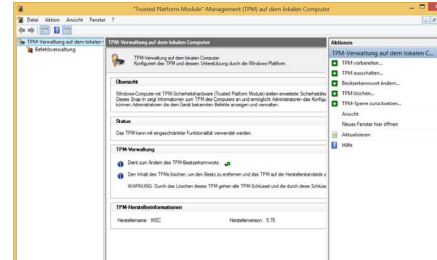 "Trusted Platform Module"-Management (TPM) auf dem lokalen Computer
Datei Aktion Ansicht Fenster ?
TPM-Verwaltung auf dem lokalen
Befehlsverwaltung
TPM-Verwaltung auf dem lokalen Computer
TPM-Verwaltung auf dem lokalen Computer
Konfiguriert das TPM und dessen Unterstützung durch die Windows-Plattform.
Übersicht
Windows-Computer mit TPM-Sicherheitshardware (Trusted Platform Module) stellen erweiterte Sicherheitsfu
Dieses Snap-In zeigt Informationen zum TPM des Computers an und ermöglicht Administratoren das Konfigu
können Administratoren die dem Gerät bekannten Befehle anzeigen und verwalten.
Status
Das TPM kann mit eingeschränkter Funktionalität verwendet werden.
TPM-Verwaltung
Dient zum Ändern des TPM-Besitzerkennworts.
Den Inhalt des TPMs löschen, um den Besitz zu entfernen und das TPM auf die Herstellerstandards z
WARNUNG: Durch das Löschen dieses TPM gehen alle TPM-Schlüssel und die durch diese Schlüss
TPM-Herstellerinformationen
Herstellername: WEC Herstellerversion: 5.78
Aktionen
TPM-Verwaltung auf dem lokalen C...
TPM vorbereiten...
TPM ausschalten...
Besitzerkennwort ändern...
TPM löschen...
TPM-Sperre zurücksetzen...
Ansicht
Neues Fenster hier öffnen
Aktualisieren
Hilfe